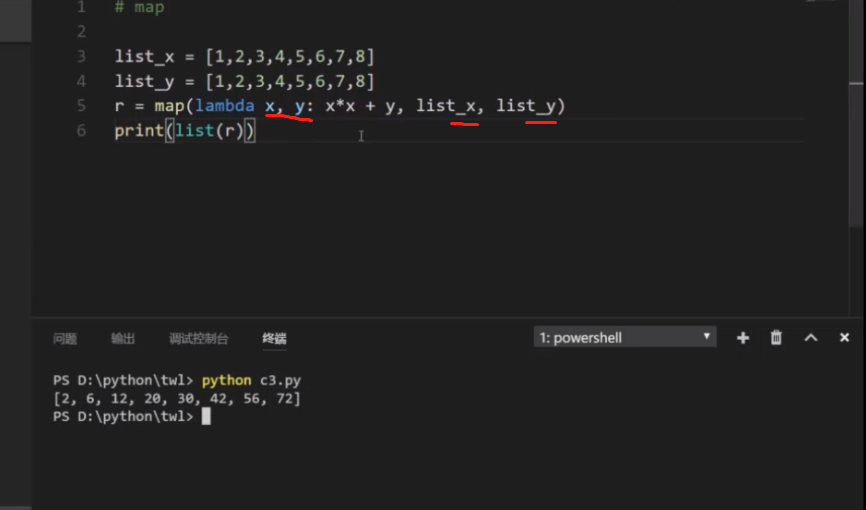 1 # map
2
3 list_x = [1,2,3,4,5,6,7,8]
4 list_y = [1,2,3,4,5,6,7,8]
5 r = map(lambda x, y: x*x + y, list_x, list_y)
6 print(list(r))
问题 输出 调试控制台 终端 1: powershell
PS D:\python\twl> python c3.py
[2, 6, 12, 20, 30, 42, 56, 72]
PS D:\python\twl>